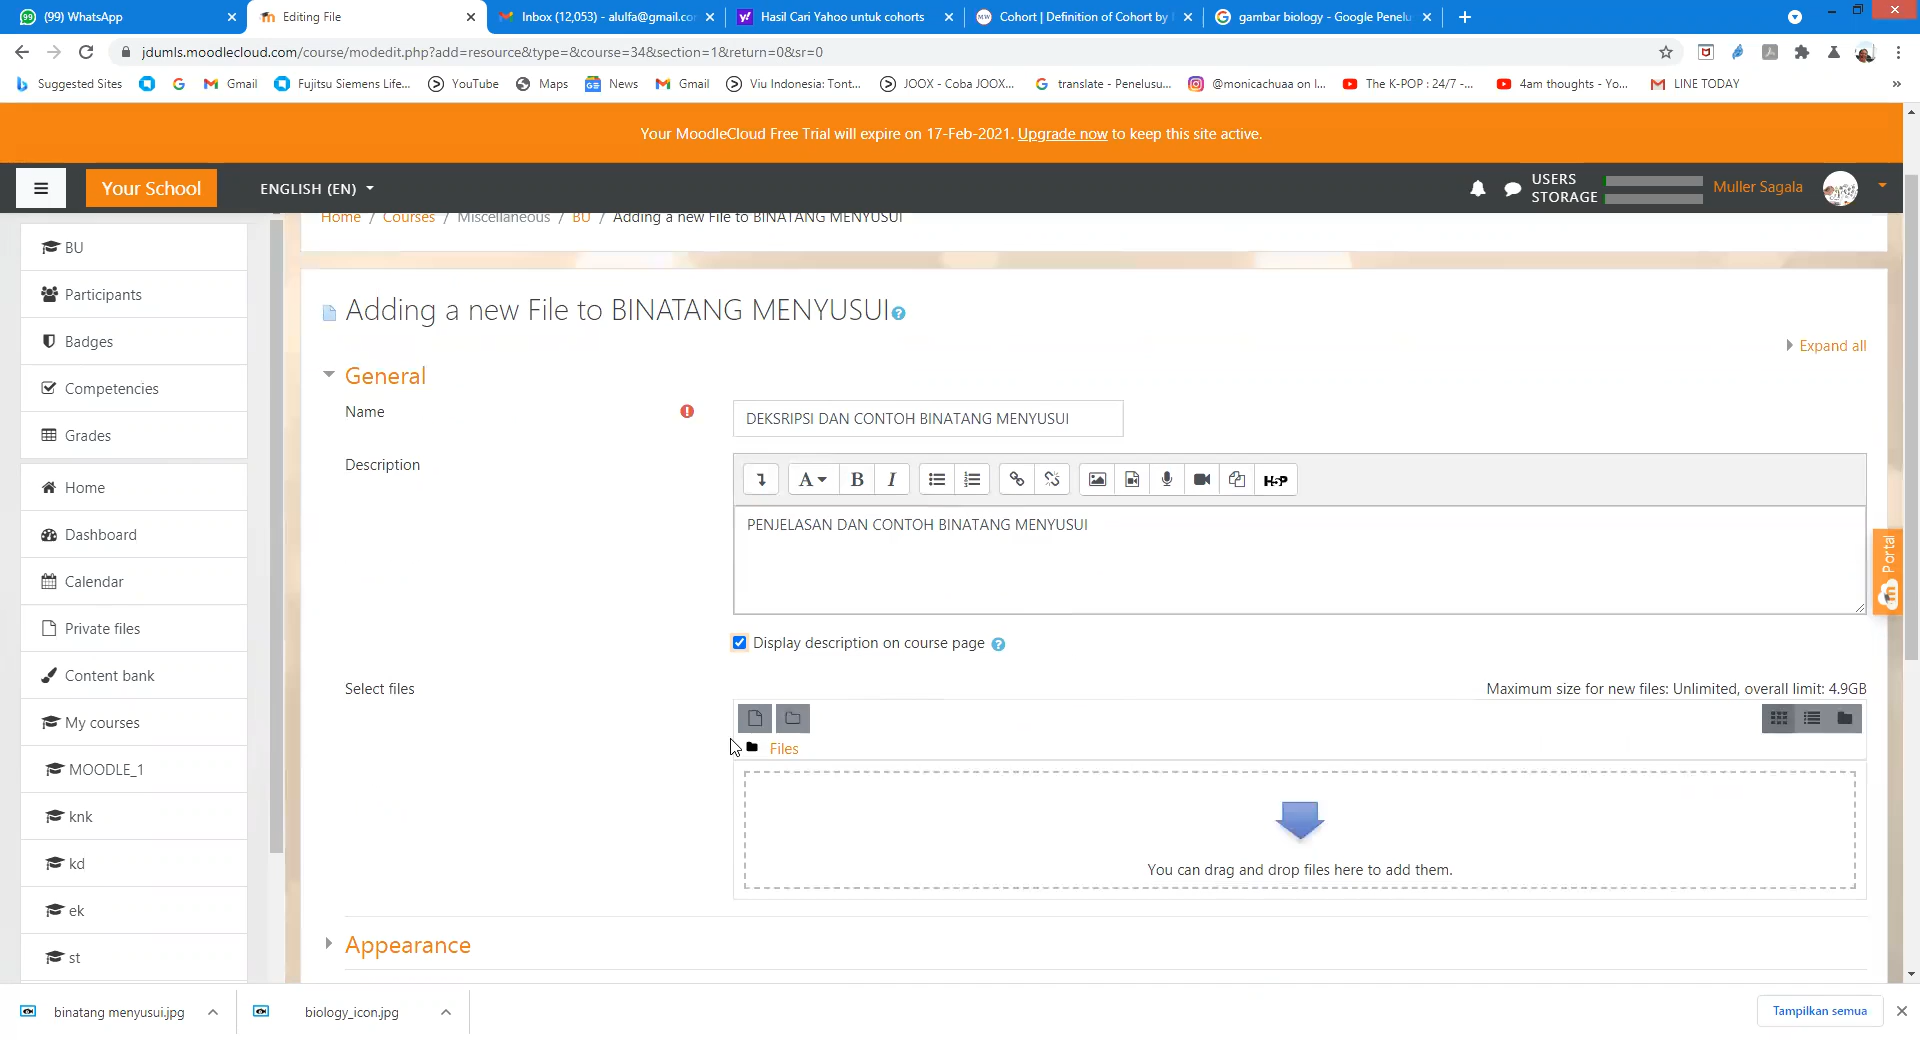 (99) WhatsApp
Editing File
Inbox (12,053) - alulfa@gmail.co
Hasil Cari Yahoo untuk cohorts
Cohort | Definition of Cohort by
gambar biology - Google Penelu
jdumls.moodlecloud.com/course/modedit.php?add=resource&type=&course=34&section=1&return=0&sr=0
Suggested Sites
Gmail
Fujitsu Siemens Life...
YouTube
Maps
News
Gmail
Viu Indonesia: Tont...
JOOX - Coba JOOX...
translate - Penelusu...
@monicachuaa on I...
The K-POP : 24/7 -...
4am thoughts - Yo...
LINE TODAY
»
Your MoodleCloud Free Trial will expire on 17-Feb-2021. Upgrade now to keep this site active.
Your School
ENGLISH (EN)
USERS
STORAGE
Muller Sagala
Home / Courses / Miscellaneous / BU / Adding a new File to BINATANG MENYUSUI
BU
Participants
Badges
Competencies
Grades
Home
Dashboard
Calendar
Private files
Content bank
My courses
MOODLE_1
knk
kd
ek
st
Adding a new File to BINATANG MENYUSUI
Expand all
General
Name
DEKSRIPSI DAN CONTOH BINATANG MENYUSUI
Description
H5P
PENJELASAN DAN CONTOH BINATANG MENYUSUI
Display description on course page
Select files
Maximum size for new files: Unlimited, overall limit: 4.9GB
Files
You can drag and drop files here to add them.
Appearance
Portal
binatang menyusui.jpg
biology_icon.jpg
Tampilkan semua